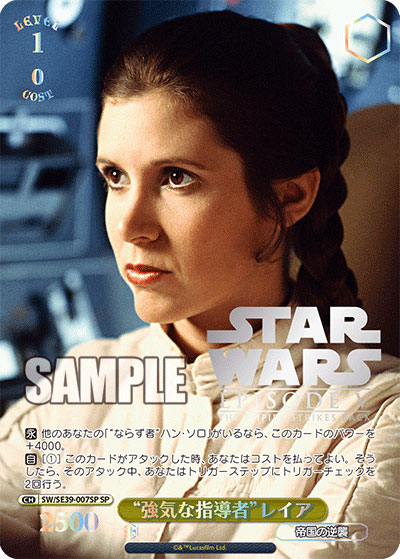 LEVEL
1
0
COST
STAR
WARS
EPISODE V
THE EMPIRE STRIKES BACK
SAMPLE
永 他のあなたの「“ならず者”ハン・ソロ」がいるなら、このカードのパワーを
+4000。
自 [⑴] このカードがアタックした時、あなたはコストを払ってよい。そう
したら、そのアタック中、あなたはトリガーステップにトリガーチェックを
2回行う。
CH SW/SE39-007SP SP
2500
“強気な指導者”レイア
帝国の逆襲
©&™Lucasfilm Ltd.